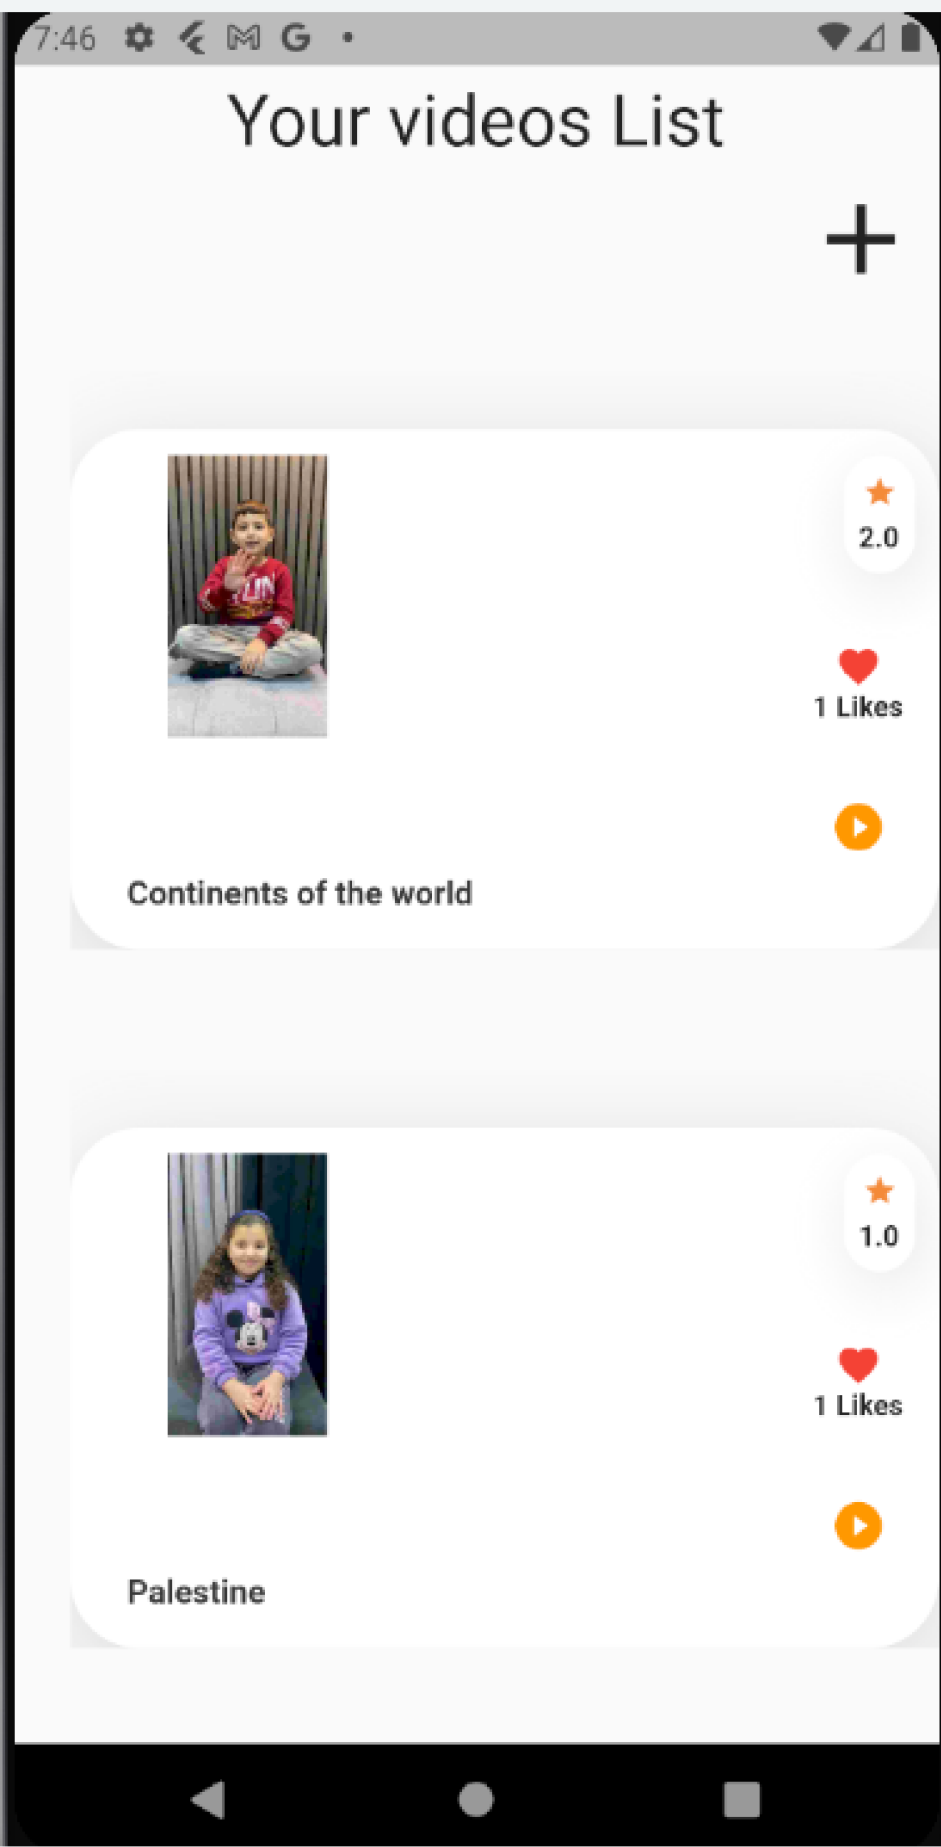 7:46
Your videos List
2.0
1 Likes
Continents of the world
1.0
1 Likes
Palestine